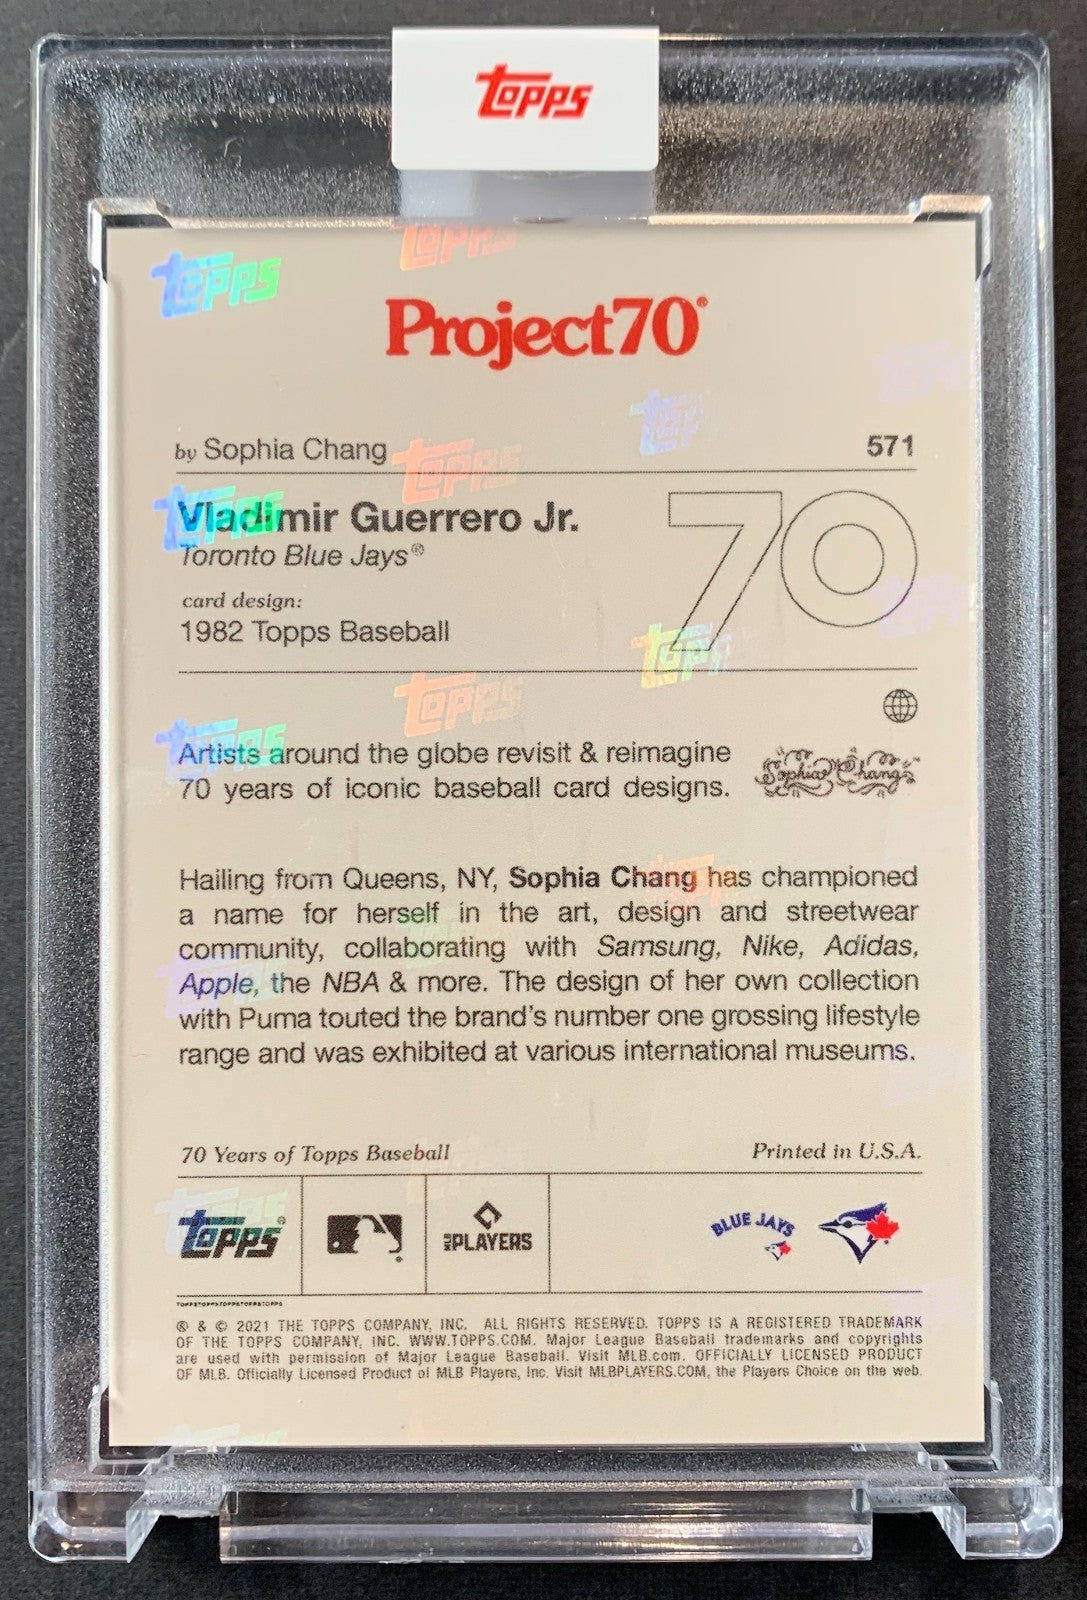 TOPPS
Project70®
by Sophia Chang
571
Vladimir Guerrero Jr.
Toronto Blue Jays®
70
card design:
1982 Topps Baseball
Artists around the globe revisit & reimagine
70 years of iconic baseball card designs.
Sophia Chang
Hailing from Queens, NY, Sophia Chang has championed
a name for herself in the art, design and streetwear
community, collaborating with Samsung, Nike, Adidas,
Apple, the NBA & more. The design of her own collection
with Puma touted the brand's number one grossing lifestyle
range and was exhibited at various international museums.
70 Years of Topps Baseball
Printed in U.S.A.
TOPPS®
PLAYERS
BLUE JAYS
TOPPSTOPPSTOPPSTOPPSTOPPS
® & © 2021 THE TOPPS COMPANY, INC. ALL RIGHTS RESERVED. TOPPS IS A REGISTERED TRADEMARK
OF THE TOPPS COMPANY, INC. WWW.TOPPS.COM. Major League Baseball trademarks and copyrights
are used with permission of Major League Baseball. Visit MLB.com. OFFICIALLY LICENSED PRODUCT
OF MLB. Officially Licensed Product of MLB Players, Inc. Visit MLBPLAYERS.COM, the Players Choice on the web.